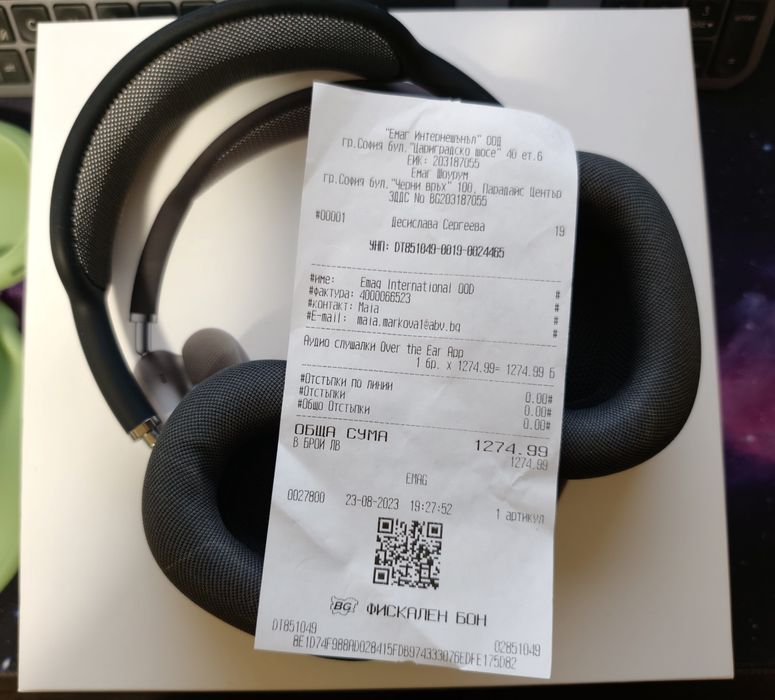 "Емаг Интернешънъл" ООД
гр.София бул."Цариградско шосе" 40 ет.6
ЕИК: 203187055
Емаг Шоурум
гр.София бул."Черни връх" 100, Парадайс Център
ЗДДС No BG203187055
#00001 Десислава Сергеева 19
УНП: DT851049-0019-0024465
#име: Emag International OOD #
#фактура: 4000066523 #
#контакт: Maia #
#E-mail: maia.markova1@abv.bg #
Аудио слушалки Over the Ear App
1 бр. x 1274.99= 1274.99 Б
#Отстъпки по линии 0.00#
#Отстъпки 0.00#
#Общо Отстъпки 0.00#
ОБЩА СУМА 1274.99
В БРОЙ ЛВ 1274.99
EMAG
0027800 23-08-2023 19:27:52 1 артикул
BG ФИСКАЛЕН БОН
DT851049 02851049
8E1D74F988AD028415FDB974333076EDFE175D82
enter